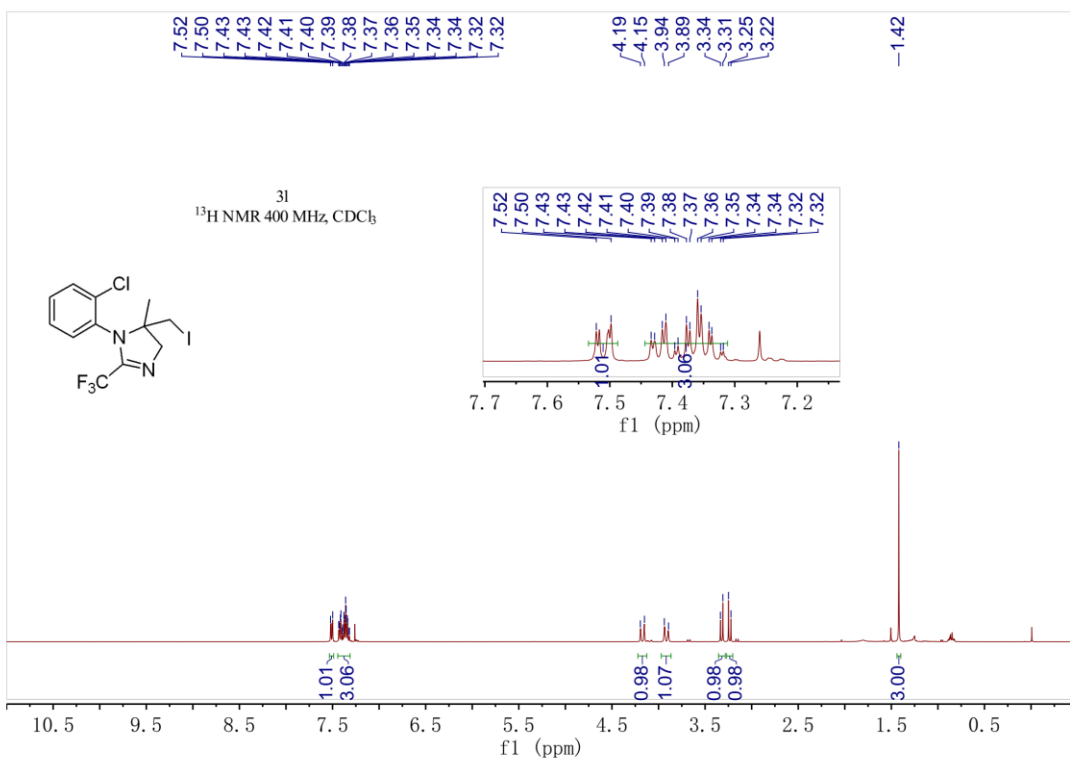 7.52 7.50 7.43 7.43 7.42 7.41 7.40 7.39 7.38 7.37 7.36 7.35 7.34 7.34 7.32 7.32 4.19 4.15 3.94 3.89 3.34 3.31 3.25 3.22 1.42
3l
¹³H NMR 400 MHz, CDCl₃
7.52 7.50 7.43 7.43 7.42 7.41 7.40 7.39 7.38 7.37 7.36 7.35 7.34 7.34 7.32 7.32
1.01 3.06
7.7 7.6 7.5 7.4 7.3 7.2
f1 (ppm)
Cl
N I
F₃C N
1.01 3.06 0.98 1.07 0.98 0.98 3.00
10.5 9.5 8.5 7.5 6.5 5.5 4.5 3.5 2.5 1.5 0.5
f1 (ppm)